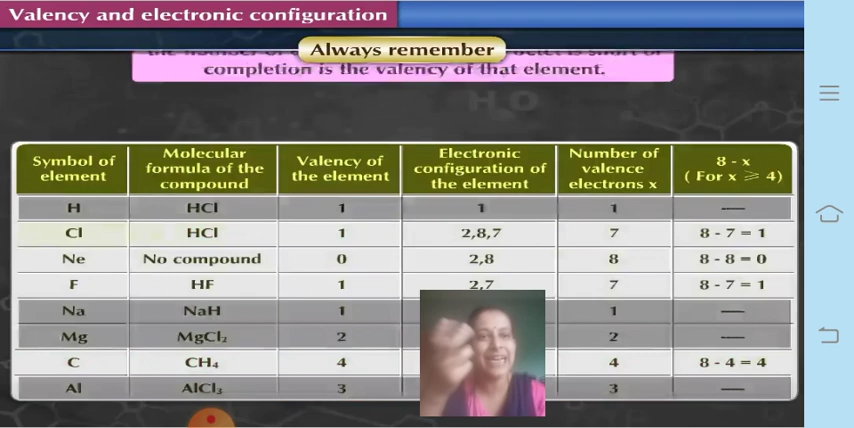 Valency and electronic configuration
Always remember
completion is the valency of that element.
H₂O
Symbol of element | Molecular formula of the compound | Valency of the element | Electronic configuration of the element | Number of valence electrons x | 8 - x ( For x ⩾ 4)
H | HCl | 1 | 1 | 1 | —
Cl | HCl | 1 | 2,8,7 | 7 | 8 - 7 = 1
Ne | No compound | 0 | 2,8 | 8 | 8 - 8 = 0
F | HF | 1 | 2,7 | 7 | 8 - 7 = 1
Na | NaH | 1 | 1 | —
Mg | MgCl₂ | 2 | 2 | —
C | CH₄ | 4 | 4 | 8 - 4 = 4
Al | AlCl₃ | 3 | 3 | —